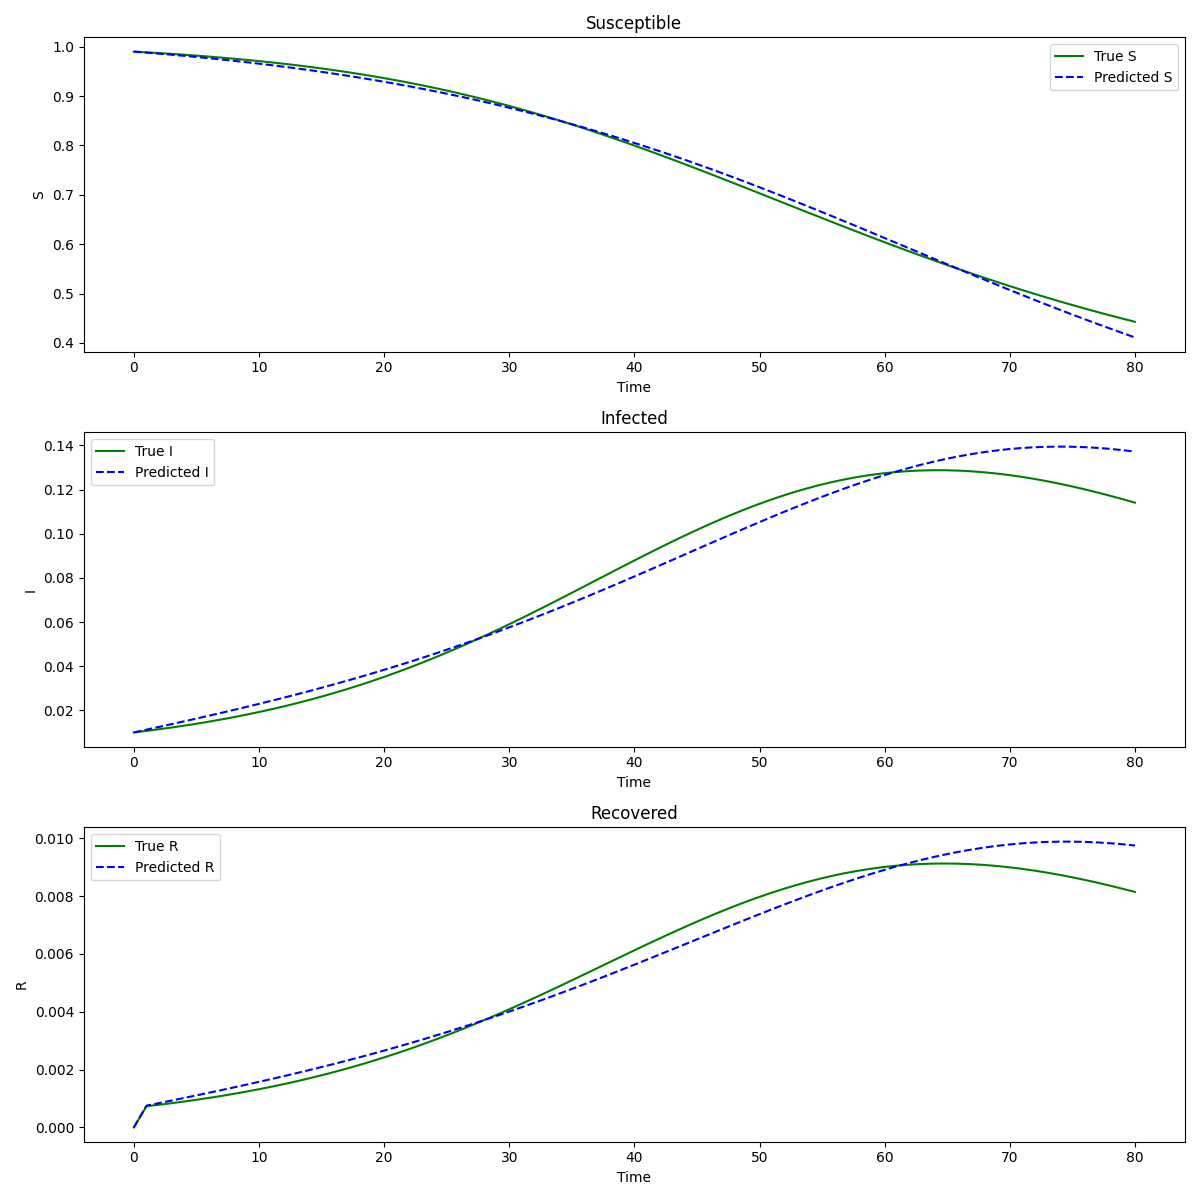 Susceptible
1.0
0.9
0.8
0.7
0.6
0.5
0.4
S
True S
Predicted S
0 10 20 30 40 50 60 70 80
Time
Infected
0.14
0.12
0.10
0.08
0.06
0.04
0.02
I
True I
Predicted I
0 10 20 30 40 50 60 70 80
Time
Recovered
0.010
0.008
0.006
0.004
0.002
0.000
R
True R
Predicted R
0 10 20 30 40 50 60 70 80
Time